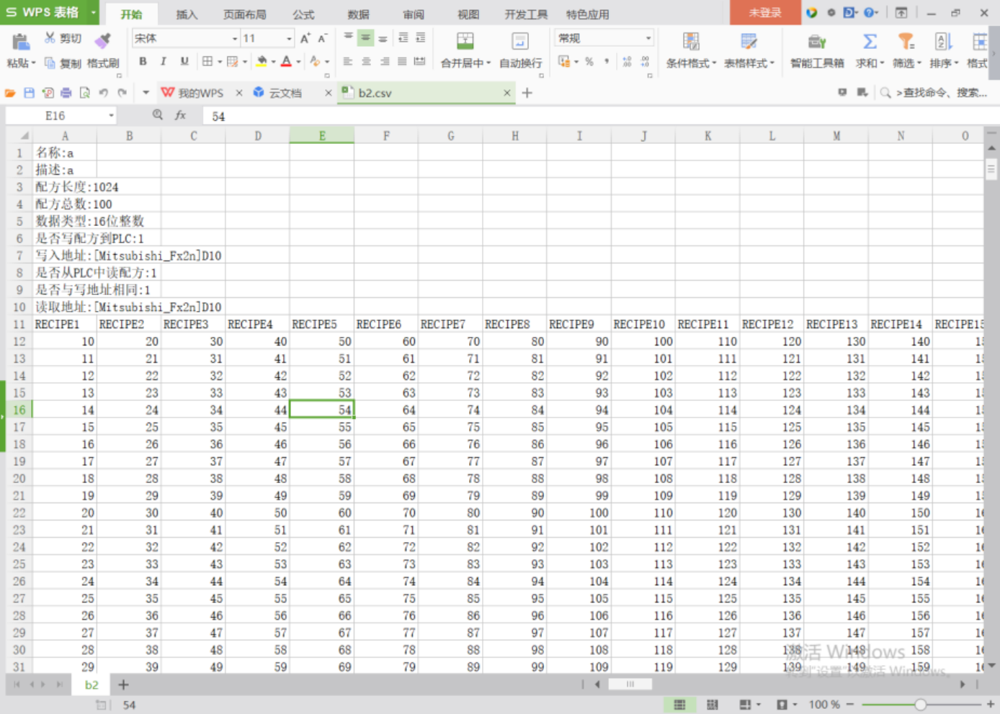 S WPS 表格 开始 插入 页面布局 公式 数据 审阅 视图 开发工具 特色应用 未登录
剪切 宋体 11 A+ A- 常规
粘贴 复制 格式刷 B I U A 合并居中 自动换行 % 条件格式 表格样式 智能工具箱 求和 筛选 排序 格式
我的WPS 云文档 b2.csv >查找命令、搜索...
E16 fx 54
A B C D E F G H I J K L M N O
1 名称:a
2 描述:a
3 配方长度:1024
4 配方总数:100
5 数据类型:16位整数
6 是否写配方到PLC:1
7 写入地址:[Mitsubishi_Fx2n]D10
8 是否从PLC中读配方:1
9 是否与写地址相同:1
10 读取地址:[Mitsubishi_Fx2n]D10
11 RECIPE1 RECIPE2 RECIPE3 RECIPE4 RECIPE5 RECIPE6 RECIPE7 RECIPE8 RECIPE9 RECIPE10 RECIPE11 RECIPE12 RECIPE13 RECIPE14 RECIPE15
12 10 20 30 40 50 60 70 80 90 100 110 120 130 140
13 11 21 31 41 51 61 71 81 91 101 111 121 131 141
14 12 22 32 42 52 62 72 82 92 102 112 122 132 142
15 13 23 33 43 53 63 73 83 93 103 113 123 133 143
16 14 24 34 44 54 64 74 84 94 104 114 124 134 144
17 15 25 35 45 55 65 75 85 95 105 115 125 135 145
18 16 26 36 46 56 66 76 86 96 106 116 126 136 146
19 17 27 37 47 57 67 77 87 97 107 117 127 137 147
20 18 28 38 48 58 68 78 88 98 108 118 128 138 148
21 19 29 39 49 59 69 79 89 99 109 119 129 139 149
22 20 30 40 50 60 70 80 90 100 110 120 130 140 150
23 21 31 41 51 61 71 81 91 101 111 121 131 141 151
24 22 32 42 52 62 72 82 92 102 112 122 132 142 152
25 23 33 43 53 63 73 83 93 103 113 123 133 143 153
26 24 34 44 54 64 74 84 94 104 114 124 134 144 154
27 25 35 45 55 65 75 85 95 105 115 125 135 145 155
28 26 36 46 56 66 76 86 96 106 116 126 136 146 156
29 27 37 47 57 67 77 87 97 107 117 127 137 147 157
30 28 38 48 58 68 78 88 98 108 118 128 138 148 158
31 29 39 49 59 69 79 89 99 109 119 129 139 149 159
激活 Windows
转到"设置"以激活 Windows。
b2
54 100 %